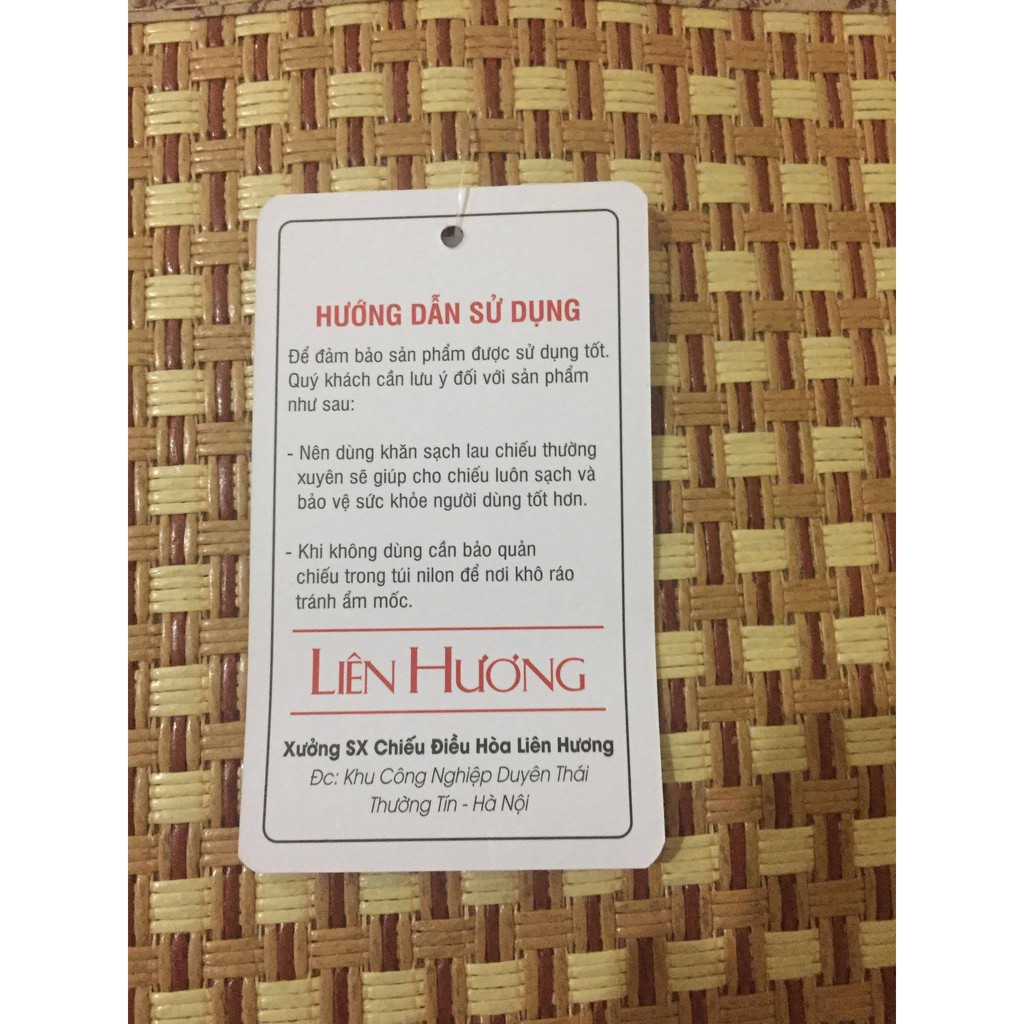 HƯỚNG DẪN SỬ DỤNG
Để đảm bảo sản phẩm được sử dụng tốt.
Quý khách cần lưu ý đối với sản phẩm
như sau:
- Nên dùng khăn sạch lau chiếu thường
xuyên sẽ giúp cho chiếu luôn sạch và
bảo vệ sức khỏe người dùng tốt hơn.
- Khi không dùng cần bảo quản
chiếu trong túi nilon để nơi khô ráo
tránh ẩm mốc.
LIÊN HƯƠNG
Xưởng SX Chiếu Điều Hòa Liên Hương
Đc: Khu Công Nghiệp Duyên Thái
Thường Tín - Hà Nội